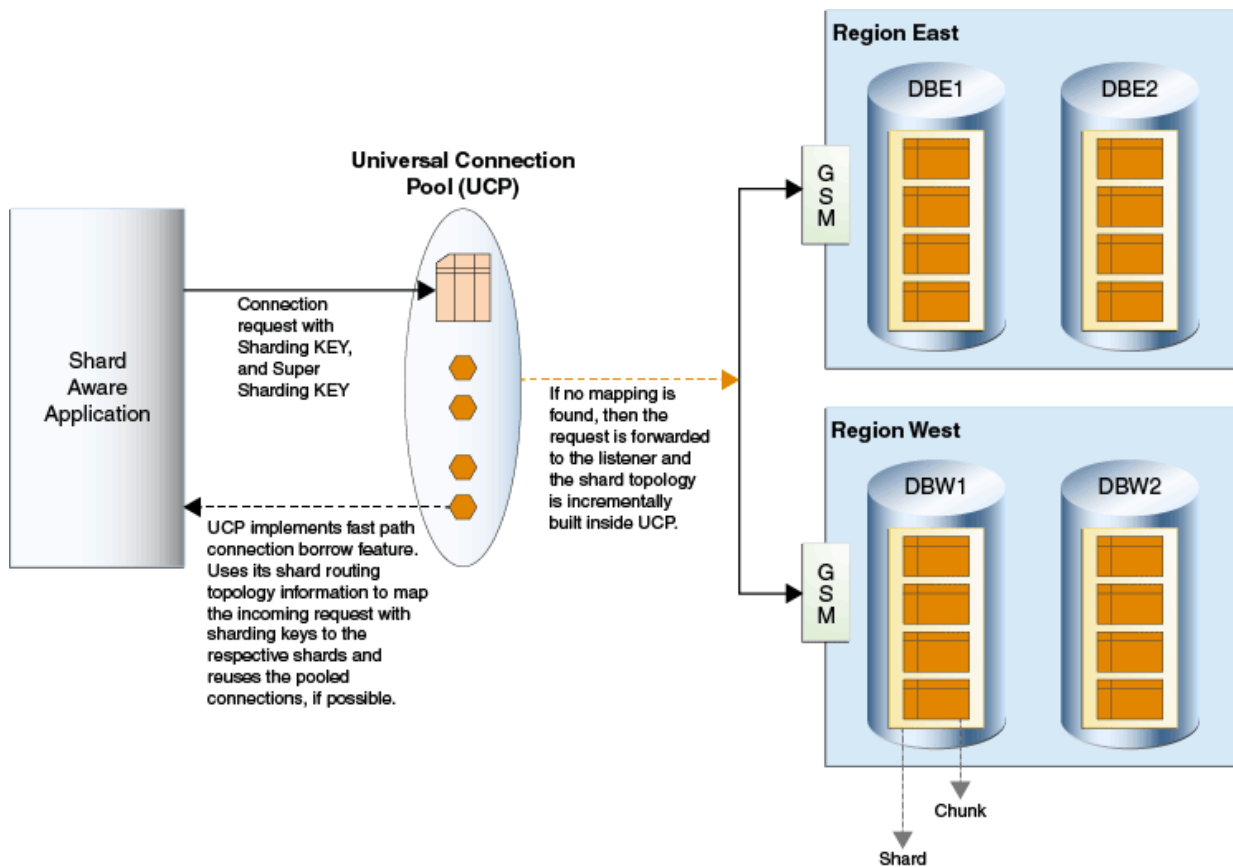 Shard
Aware
Application
Universal Connection
Pool (UCP)
Connection
request with
Sharding KEY,
and Super
Sharding KEY
UCP implements fast path
connection borrow feature.
Uses its shard routing
topology information to map
the incoming request with
sharding keys to the
respective shards and
reuses the pooled
connections, if possible.
If no mapping is
found, then the
request is forwarded
to the listener and
the shard topology
is incrementally
built inside UCP.
Region East
DBE1
DBE2
G
S
M
Region West
DBW1
DBW2
G
S
M
Chunk
Shard